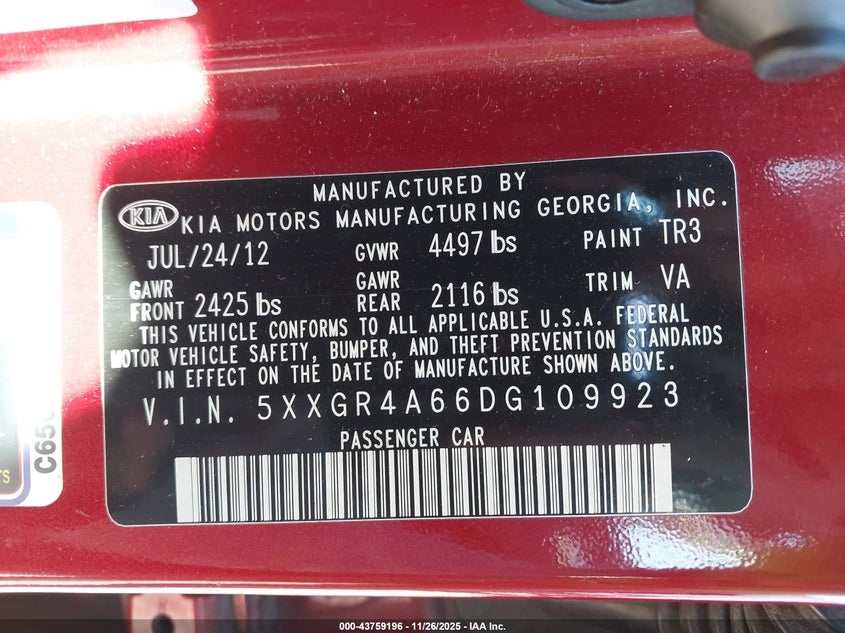 MANUFACTURED BY
KIA KIA MOTORS MANUFACTURING GEORGIA, INC.
JUL/24/12 GVWR 4497 lbs PAINT TR3
GAWR FRONT 2425 lbs GAWR REAR 2116 lbs TRIM VA
THIS VEHICLE CONFORMS TO ALL APPLICABLE U.S.A. FEDERAL
MOTOR VEHICLE SAFETY, BUMPER, AND THEFT PREVENTION STANDARDS
IN EFFECT ON THE DATE OF MANUFACTURE SHOWN ABOVE.
V.I.N. 5XXGR4A66DG109923
PASSENGER CAR
000-43759196 - 11/26/2025 - IAA Inc.